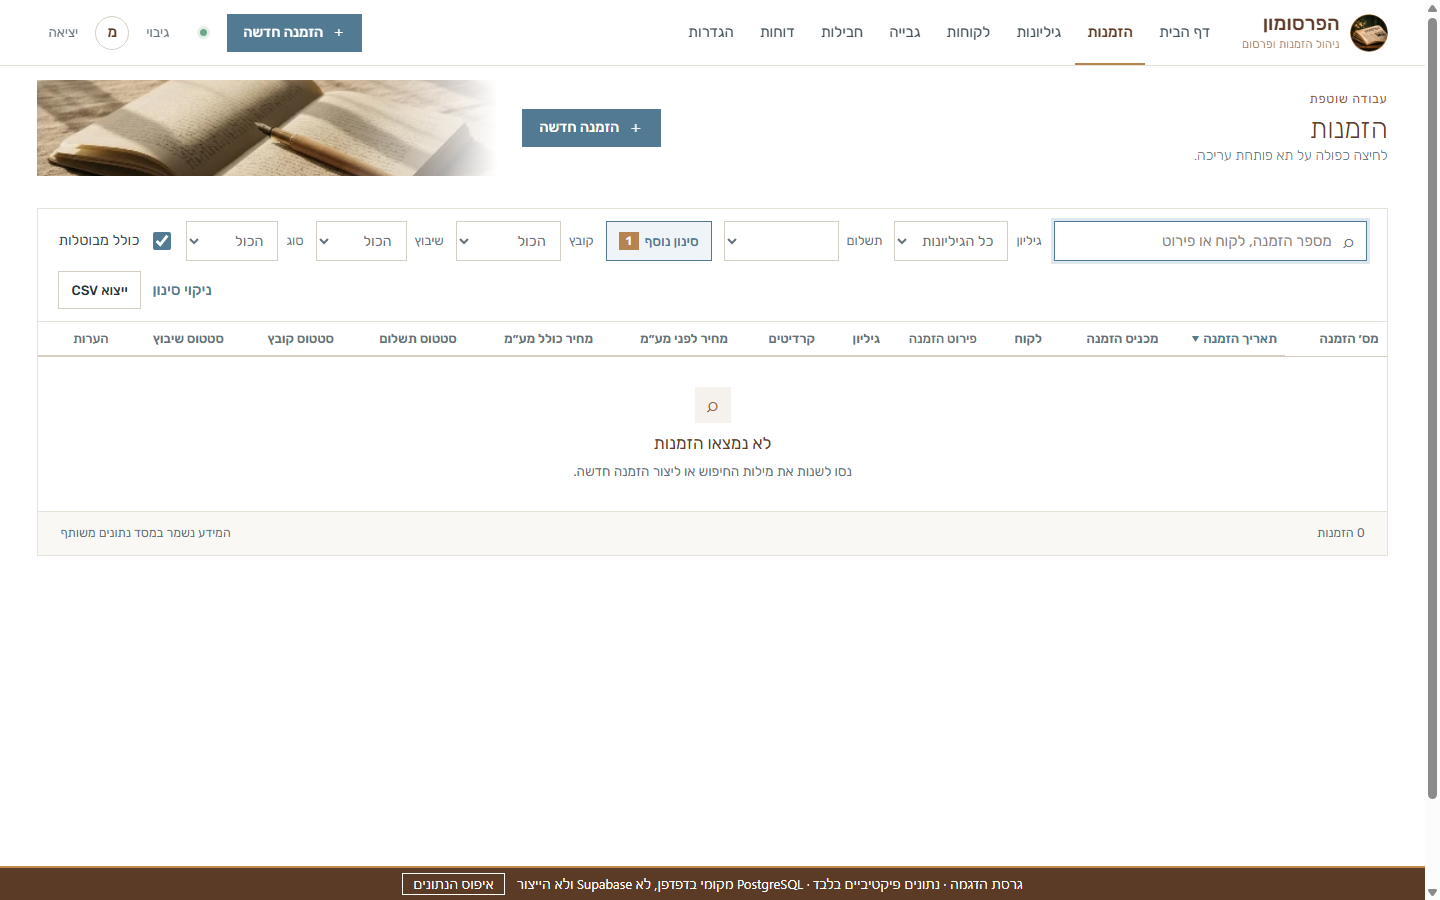 הפרסומון
ניהול הזמנות ופרסום
דף הבית
הזמנות
גיליונות
לקוחות
גבייה
חבילות
דוחות
הגדרות
+ הזמנה חדשה
גיבוי
מ
יציאה
עבודה שוטפת
הזמנות
לחיצה כפולה על תא פותחת עריכה.
+ הזמנה חדשה
מספר הזמנה, לקוח או פירוט
גיליון
כל הגיליונות
תשלום
סינון נוסף 1
קובץ
הכול
שיבוץ
הכול
סוג
הכול
כולל מבוטלות
ניקוי סינון
ייצוא CSV
מס׳ הזמנה
תאריך הזמנה ▼
מכניס הזמנה
לקוח
פירוט הזמנה
גיליון
קרדיטים
מחיר לפני מע״מ
מחיר כולל מע״מ
סטטוס תשלום
סטטוס קובץ
סטטוס שיבוץ
הערות
לא נמצאו הזמנות
נסו לשנות את מילות החיפוש או ליצור הזמנה חדשה.
0 הזמנות
המידע נשמר במסד נתונים משותף
גרסת הדגמה · נתונים פיקטיביים בלבד · PostgreSQL מקומי בדפדפן, לא Supabase ולא הייצור
איפוס הנתונים